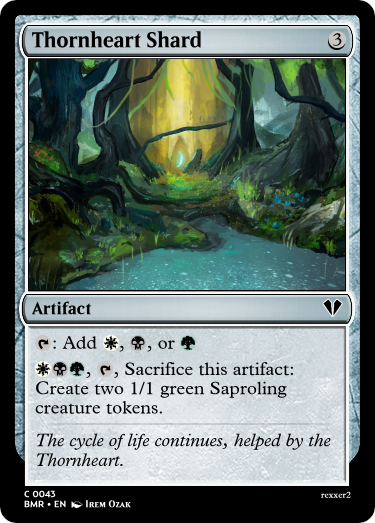 Thornheart Shard 3
Artifact
: Add , , or
, , Sacrifice this artifact:
Create two 1/1 green Saproling
creature tokens.
The cycle of life continues, helped by the
Thornheart.
C 0043
BMR • EN Irem Ozak
rexxer2